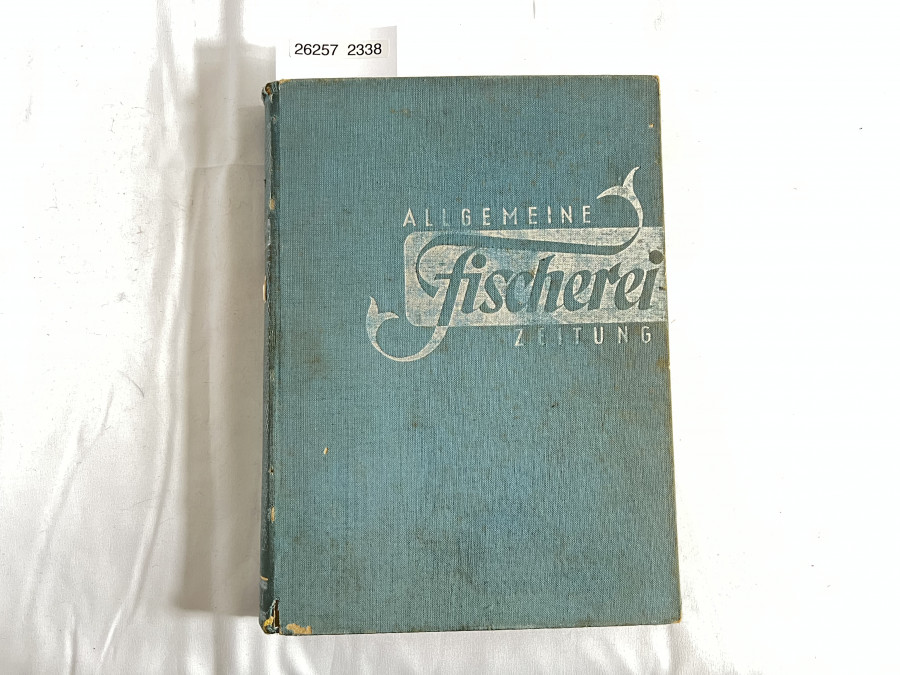 26257 2338
ALLGEMEINE
Fischerei-
ZEITUNG